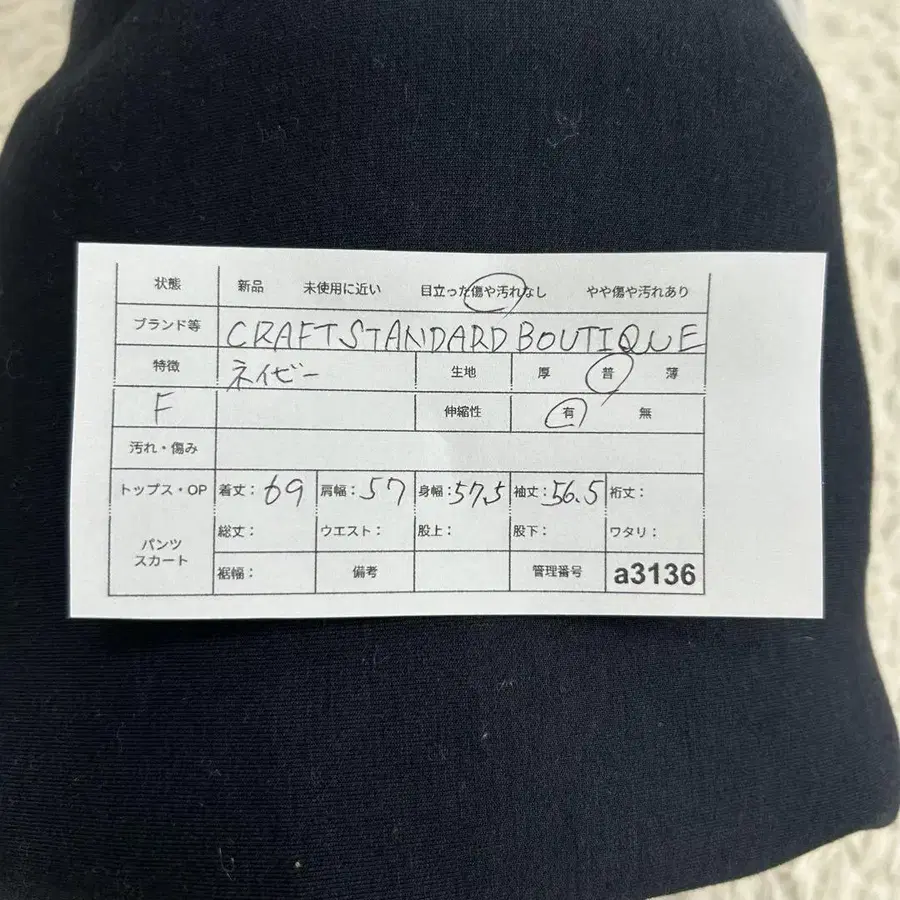 状態 新品 未使用に近い 目立った傷や汚れなし やや傷や汚れあり
ブランド等 CRAFT STANDARD BOUTIQUE
特徴 ネイビー 生地 厚 普 薄
F 伸縮性 有 無
汚れ・傷み
トップス・OP 着丈：69 肩幅：57 身幅：57.5 袖丈：56.5 裄丈：
パンツ スカート 総丈： ウエスト： 股上： 股下： ワタリ：
裾幅： 備考 管理番号 a3136